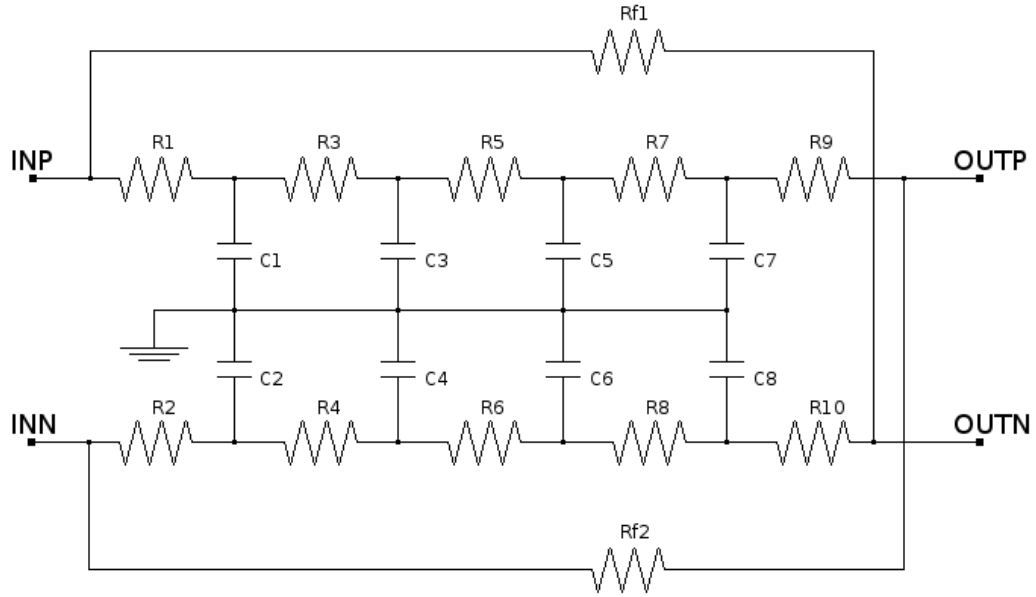 Rf1
R1 R3 R5 R7 R9
INP OUTP
C1 C3 C5 C7
C2 C4 C6 C8
R2 R4 R6 R8 R10
INN OUTN
Rf2